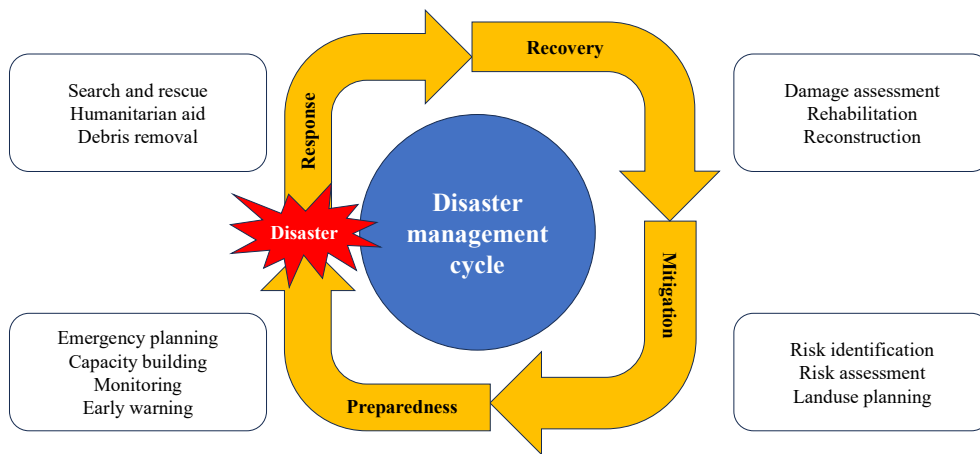 Recovery
Search and rescue
Humanitarian aid
Debris removal
Response
Damage assessment
Rehabilitation
Reconstruction
Disaster
Disaster
management
cycle
Mitigation
Emergency planning
Capacity building
Monitoring
Early warning
Preparedness
Risk identification
Risk assessment
Landuse planning